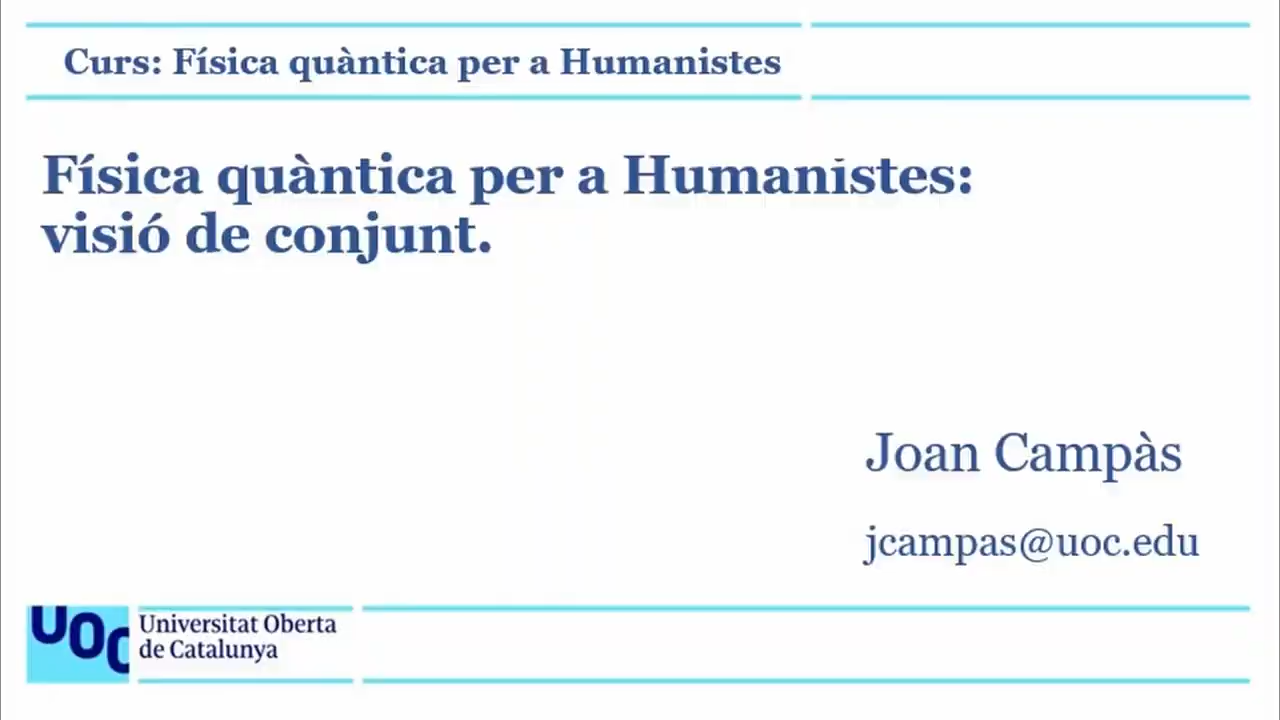 Curs: Física quàntica per a Humanistes
Física quàntica per a Humanistes:
visió de conjunt.
Joan Campàs
jcampas@uoc.edu
UOC
Universitat Oberta
de Catalunya